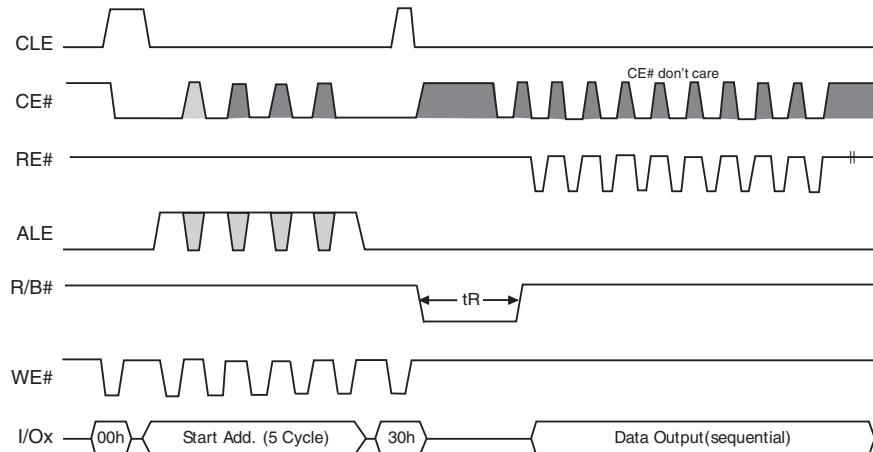 CLE
CE# don't care
CE#
RE#
ALE
R/B#
tR
WE#
I/Ox
00h
Start Add. (5 Cycle)
30h
Data Output(sequential)